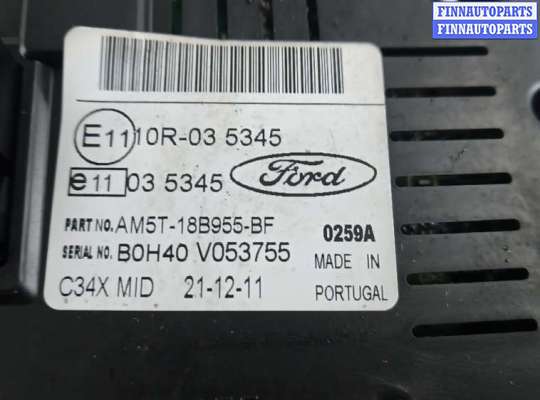 FINNAUTOPARTS
FINNAUTOPARTS
E11 10R-03 5345
e11 03 5345
Ford
PART NO. AM5T-18B955-BF
0259A
SERIAL NO. B0H40 V053755
MADE IN
C34X MID 21-12-11
PORTUGAL